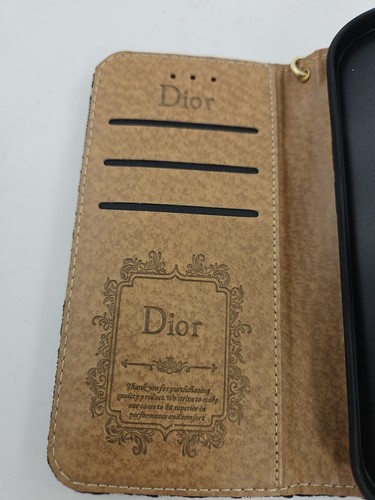 Dior
Dior
Thank you for purchasing
quality product. We strive to make
our cases to be superior in
performance and comfort